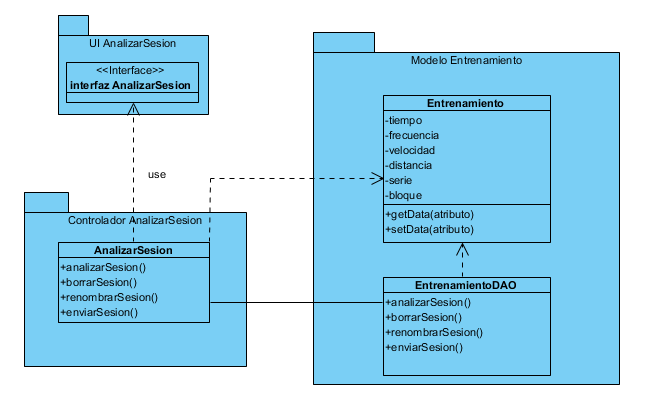 UI AnalizarSesion
<<Interface>>
interfaz AnalizarSesion
use
Controlador AnalizarSesion
AnalizarSesion
+analizarSesion()
+borrarSesion()
+renombrarSesion()
+enviarSesion()
Modelo Entrenamiento
Entrenamiento
-tiempo
-frecuencia
-velocidad
-distancia
-serie
-bloque
+getData(atributo)
+setData(atributo)
EntrenamientoDAO
+analizarSesion()
+borrarSesion()
+renombrarSesion()
+enviarSesion()